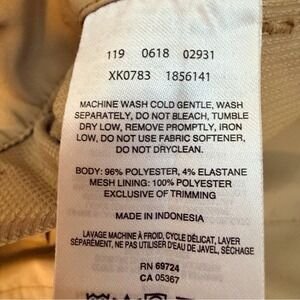 119 0618 02931
XK0783 1856141
MACHINE WASH COLD GENTLE, WASH
SEPARATELY, DO NOT BLEACH, TUMBLE
DRY LOW, REMOVE PROMPTLY, IRON
LOW, DO NOT USE FABRIC SOFTENER,
DO NOT DRYCLEAN.
BODY: 96% POLYESTER, 4% ELASTANE
MESH LINING: 100% POLYESTER
EXCLUSIVE OF TRIMMING
MADE IN INDONESIA
LAVAGE MACHINE À FROID, CYCLE DÉLICAT, LAVER
SÉPARÉMENT, NE PAS UTILISER D'EAU DE JAVEL, SÉCHAGE
RN 69724
CA 05367